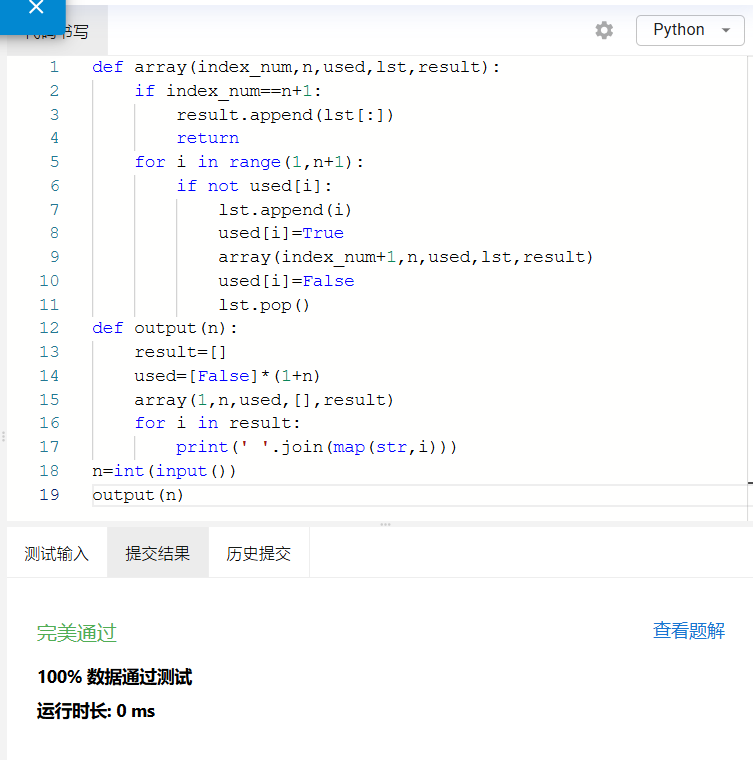 代码书写
Python
1 def array(index_num,n,used,lst,result):
2     if index_num==n+1:
3         result.append(lst[:])
4         return
5     for i in range(1,n+1):
6         if not used[i]:
7             lst.append(i)
8             used[i]=True
9             array(index_num+1,n,used,lst,result)
10             used[i]=False
11             lst.pop()
12 def output(n):
13     result=[]
14     used=[False]*(1+n)
15     array(1,n,used,[],result)
16     for i in result:
17         print(' '.join(map(str,i)))
18 n=int(input())
19 output(n)
测试输入 提交结果 历史提交
完美通过 查看题解
100% 数据通过测试
运行时长: 0 ms